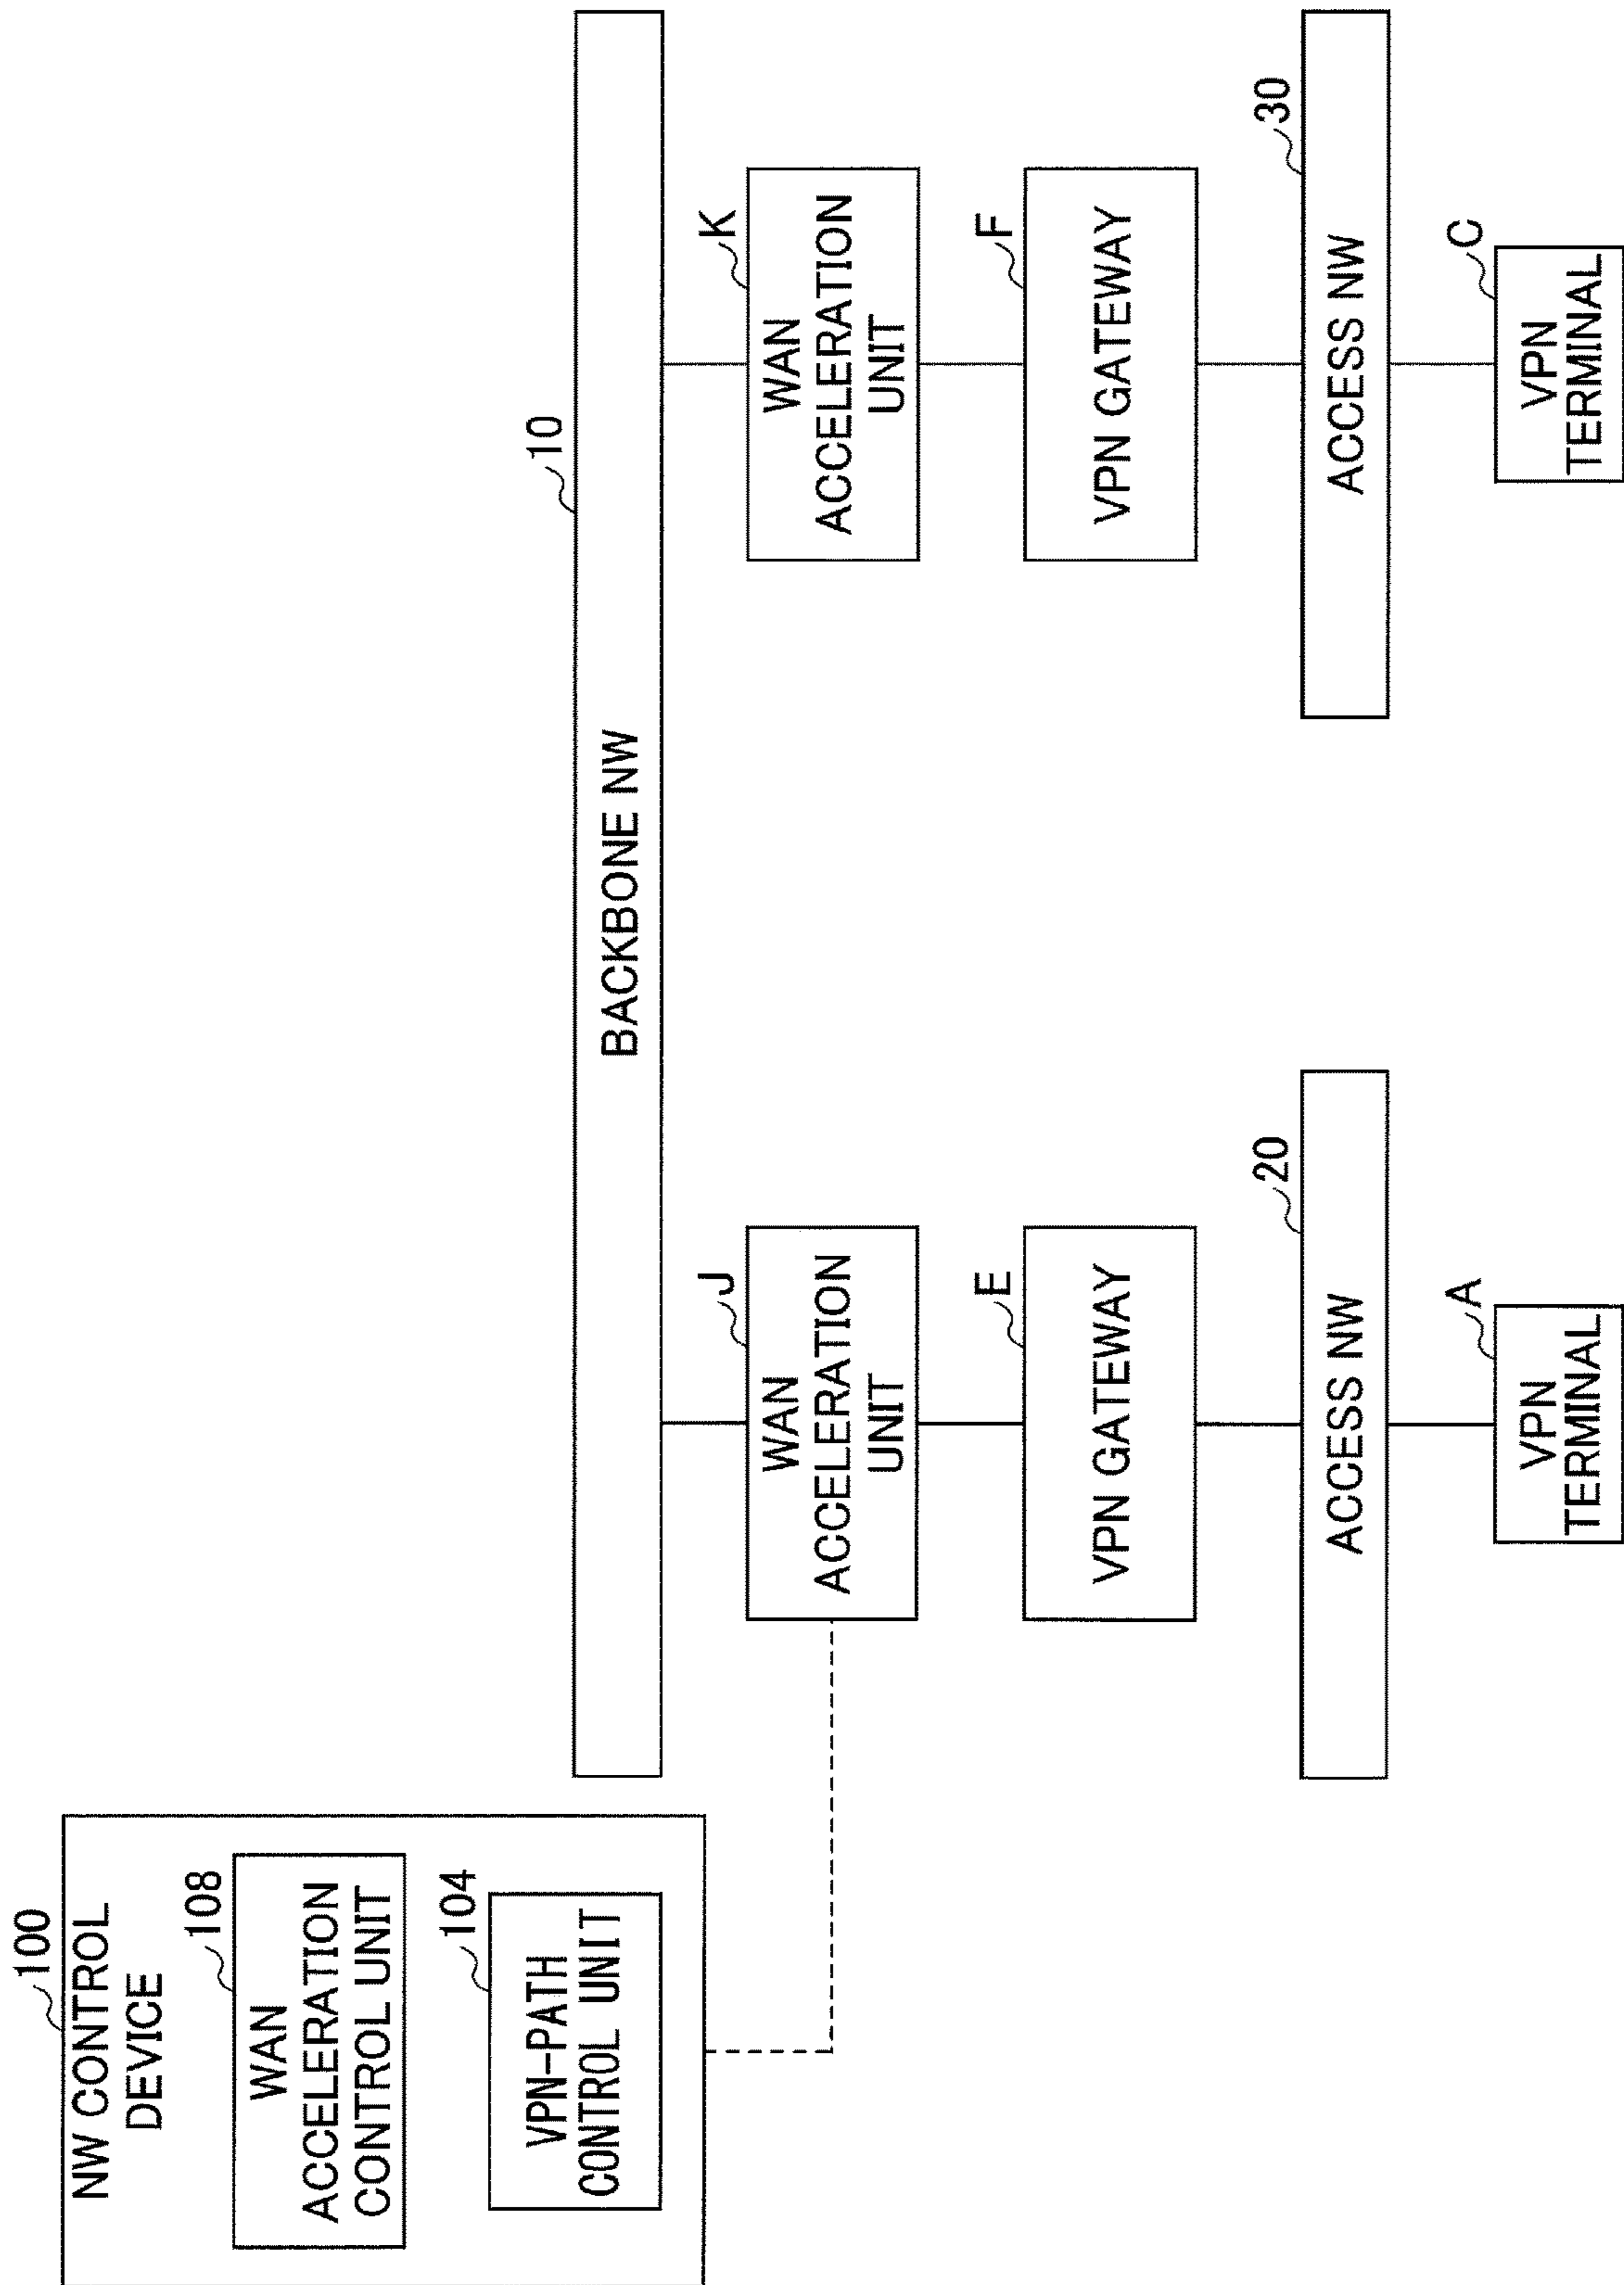 100
NW CONTROL
DEVICE
108
WAN
ACCELERATION
CONTROL UNIT
104
VPN-PATH
CONTROL UNIT
10
BACKBONE NW
J
WAN
ACCELERATION
UNIT
K
WAN
ACCELERATION
UNIT
E
VPN GATEWAY
F
VPN GATEWAY
20
ACCESS NW
30
ACCESS NW
A
VPN
TERMINAL
C
VPN
TERMINAL